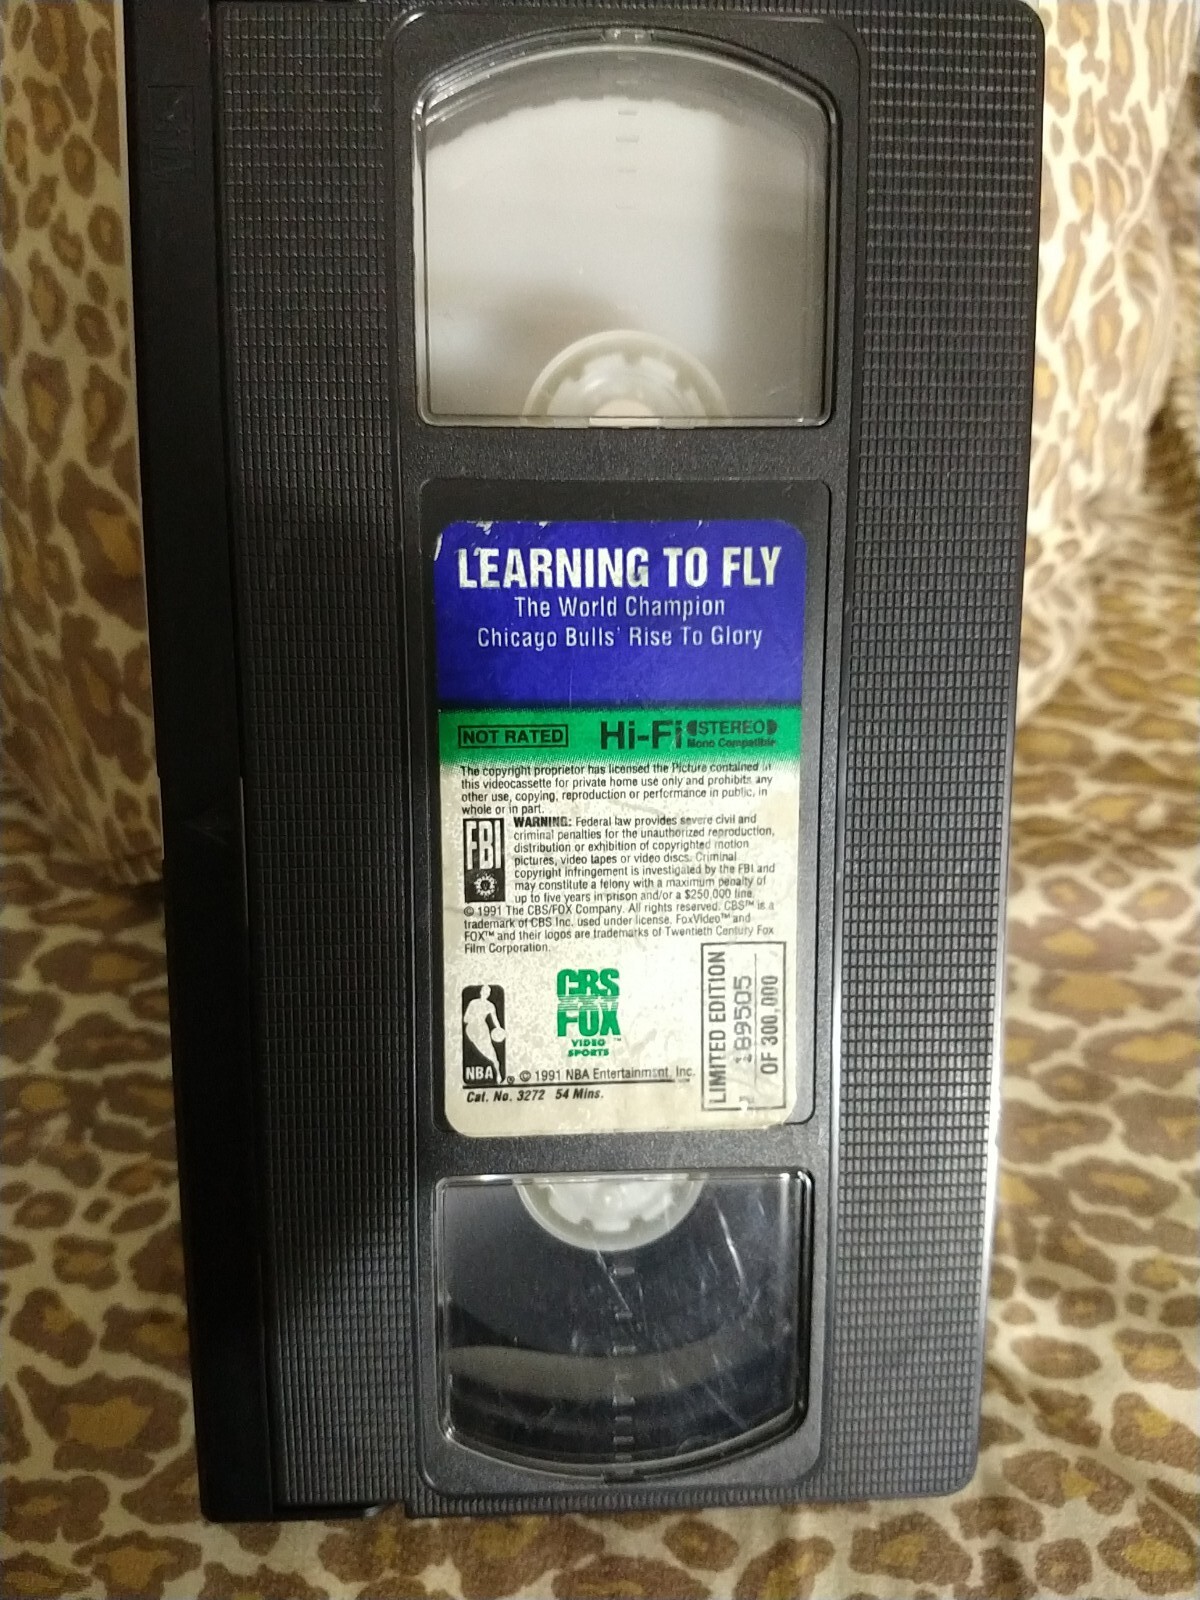 LEARNING TO FLY
The World Champion
Chicago Bulls' Rise To Glory
NOT RATED
Hi-Fi STEREO
Mono Compatible
The copyright proprietor has licensed the Picture contained in
this videocassette for private home use only and prohibits any
other use, copying, reproduction or performance in public, in
whole or in part.
FBI
WARNING: Federal law provides severe civil and
criminal penalties for the unauthorized reproduction,
distribution or exhibition of copyrighted motion
pictures, video tapes or video discs. Criminal
copyright infringement is investigated by the FBI and
may constitute a felony with a maximum penalty of
up to five years in prison and/or a $250,000 fine.
© 1991 The CBS/FOX Company. All rights reserved. CBS™ is a
trademark of CBS Inc. used under license. FoxVideo™ and
FOX™ and their logos are trademarks of Twentieth Century Fox
Film Corporation.
CBS
FOX
VIDEO™
SPORTS
NBA
® © 1991 NBA Entertainment, Inc.
Cat. No. 3272 54 Mins.
LIMITED EDITION
189505
OF 300,000